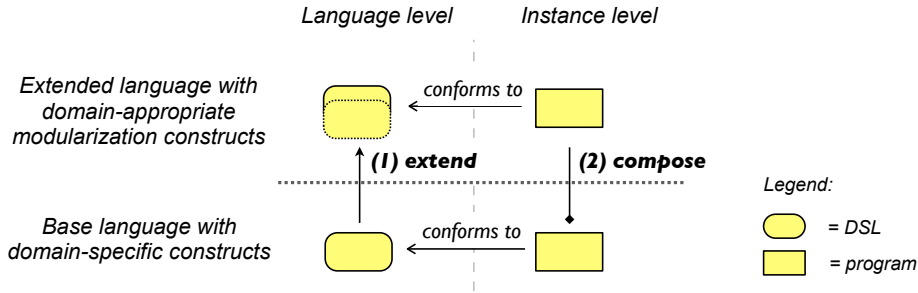 Language level
Instance level
Extended language with
domain-appropriate
modularization constructs
conforms to
(1) extend
(2) compose
Base language with
domain-specific constructs
conforms to
Legend:
= DSL
= program